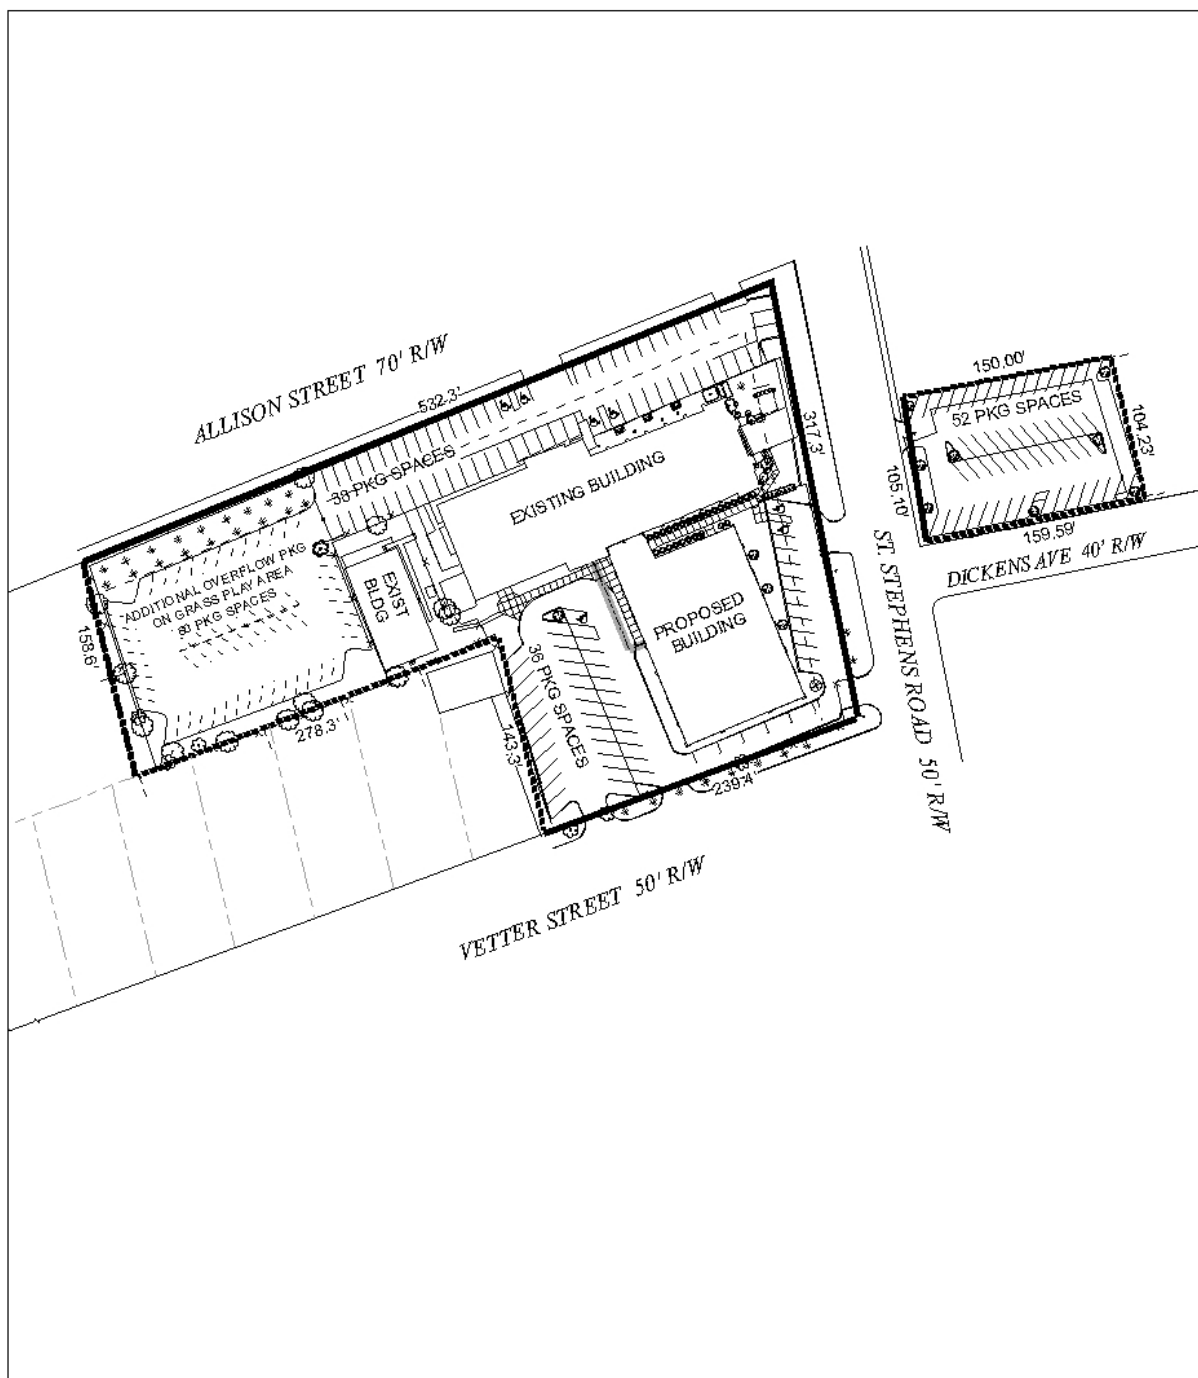 ALLISON STREET 70' R/W
532.3'
150.00'
52 PKG SPACES
104.23'
317.3'
PKG SPACES
EXISTING BUILDING
105.10'
159.59'
DICKENS AVE 40' R/W
ADDITIONAL OVERFLOW PKG
ON GRASS PLAY AREA
80 PKG SPACES
EXIST
BLDG
158.6'
PROPOSED
BUILDING
36 PKG SPACES
ST. STEPHENS ROAD 50' R/W
278.3'
143.3'
239.4'
VETTER STREET 50' R/W